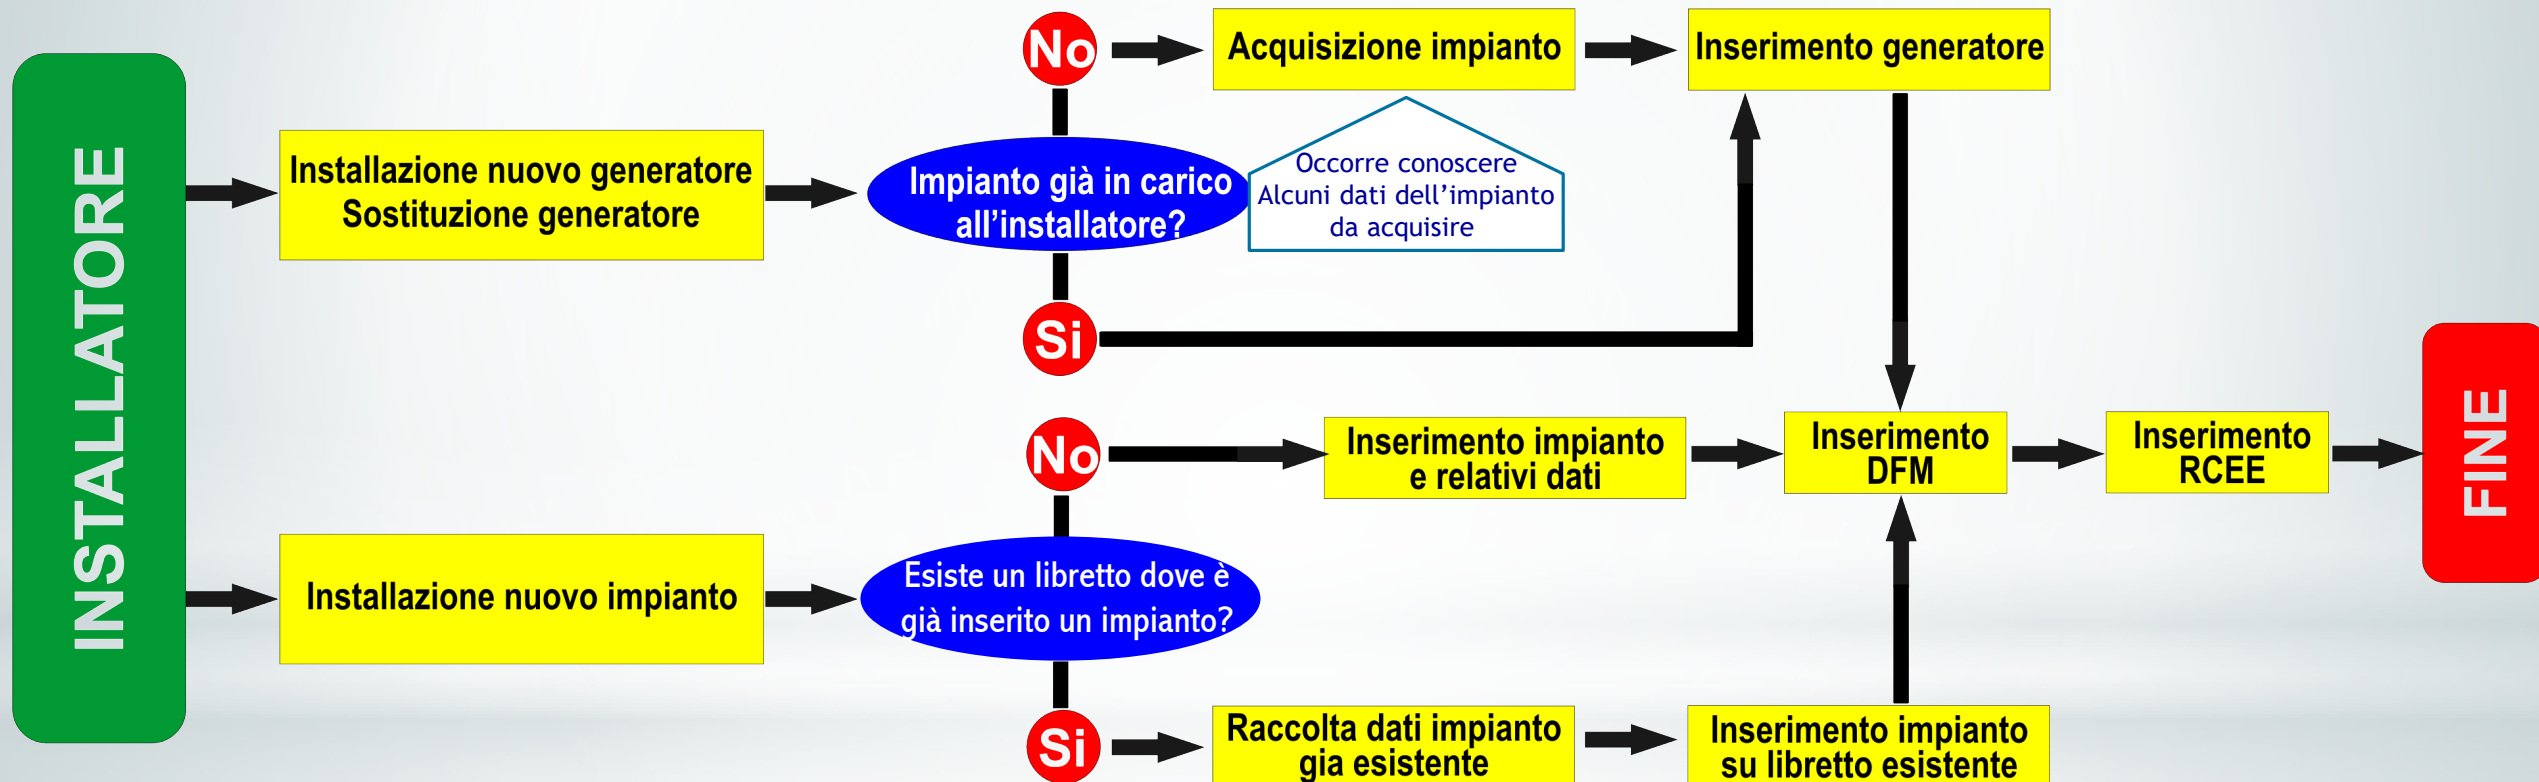 INSTALLATORE
Installazione nuovo generatore
Sostituzione generatore
No
Impianto già in carico
all'installatore?
Si
Acquisizione impianto
Occorre conoscere
Alcuni dati dell'impianto
da acquisire
Inserimento generatore
Installazione nuovo impianto
No
Esiste un libretto dove è
già inserito un impianto?
Si
Inserimento impianto
e relativi dati
Raccolta dati impianto
gia esistente
Inserimento impianto
su libretto esistente
Inserimento
DFM
Inserimento
RCEE
FINE